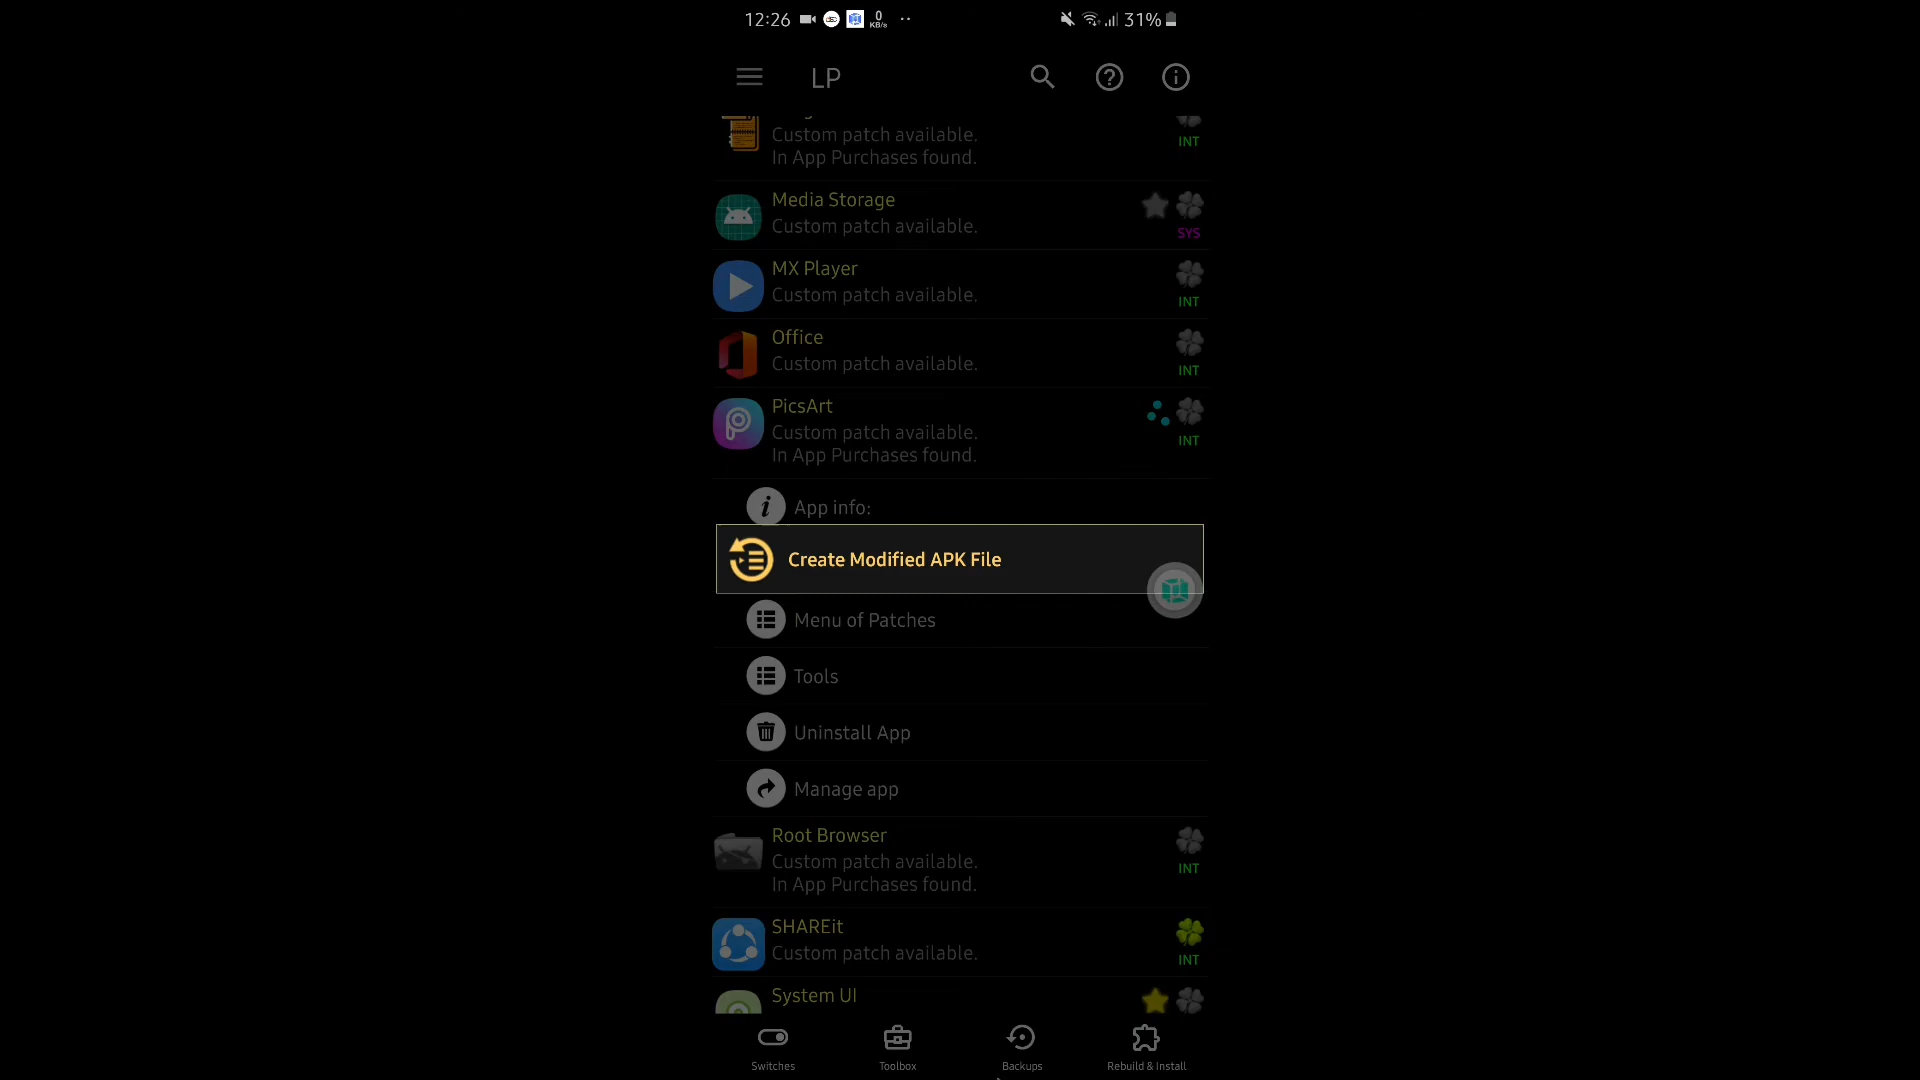 12:26 0 KB/s 31%
LP
Custom patch available.
In App Purchases found.
INT
Media Storage
Custom patch available.
SYS
MX Player
Custom patch available.
INT
Office
Custom patch available.
INT
PicsArt
Custom patch available.
In App Purchases found.
INT
App info:
Create Modified APK File
Menu of Patches
Tools
Uninstall App
Manage app
Root Browser
Custom patch available.
In App Purchases found.
INT
SHAREit
Custom patch available.
INT
System UI
Switches Toolbox Backups Rebuild & Install